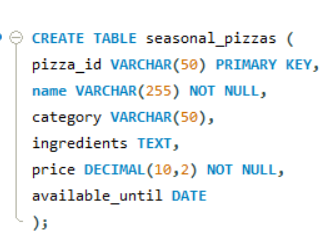 CREATE TABLE seasonal_pizzas (
pizza_id VARCHAR(50) PRIMARY KEY,
name VARCHAR(255) NOT NULL,
category VARCHAR(50),
ingredients TEXT,
price DECIMAL(10,2) NOT NULL,
available_until DATE
);